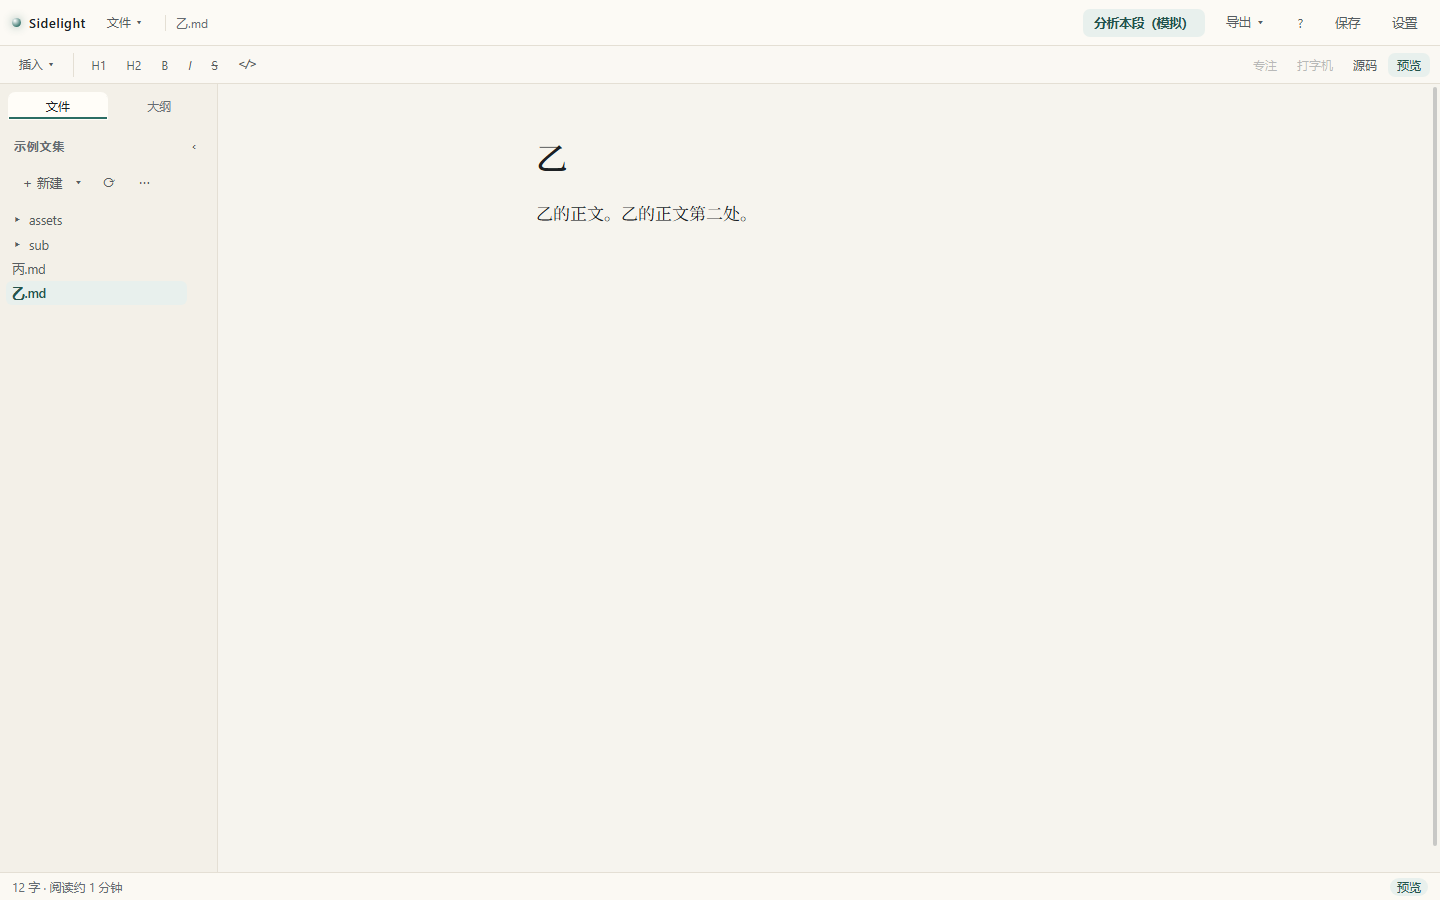 Sidelight 文件 乙.md 分析本段（模拟） 导出 ? 保存 设置
插入 H1 H2 B I S </> 专注 打字机 源码 预览
文件 大纲
示例文集
+ 新建 ...
assets
sub
丙.md
乙.md
乙
乙的正文。乙的正文第二处。
12 字 · 阅读约 1 分钟 预览